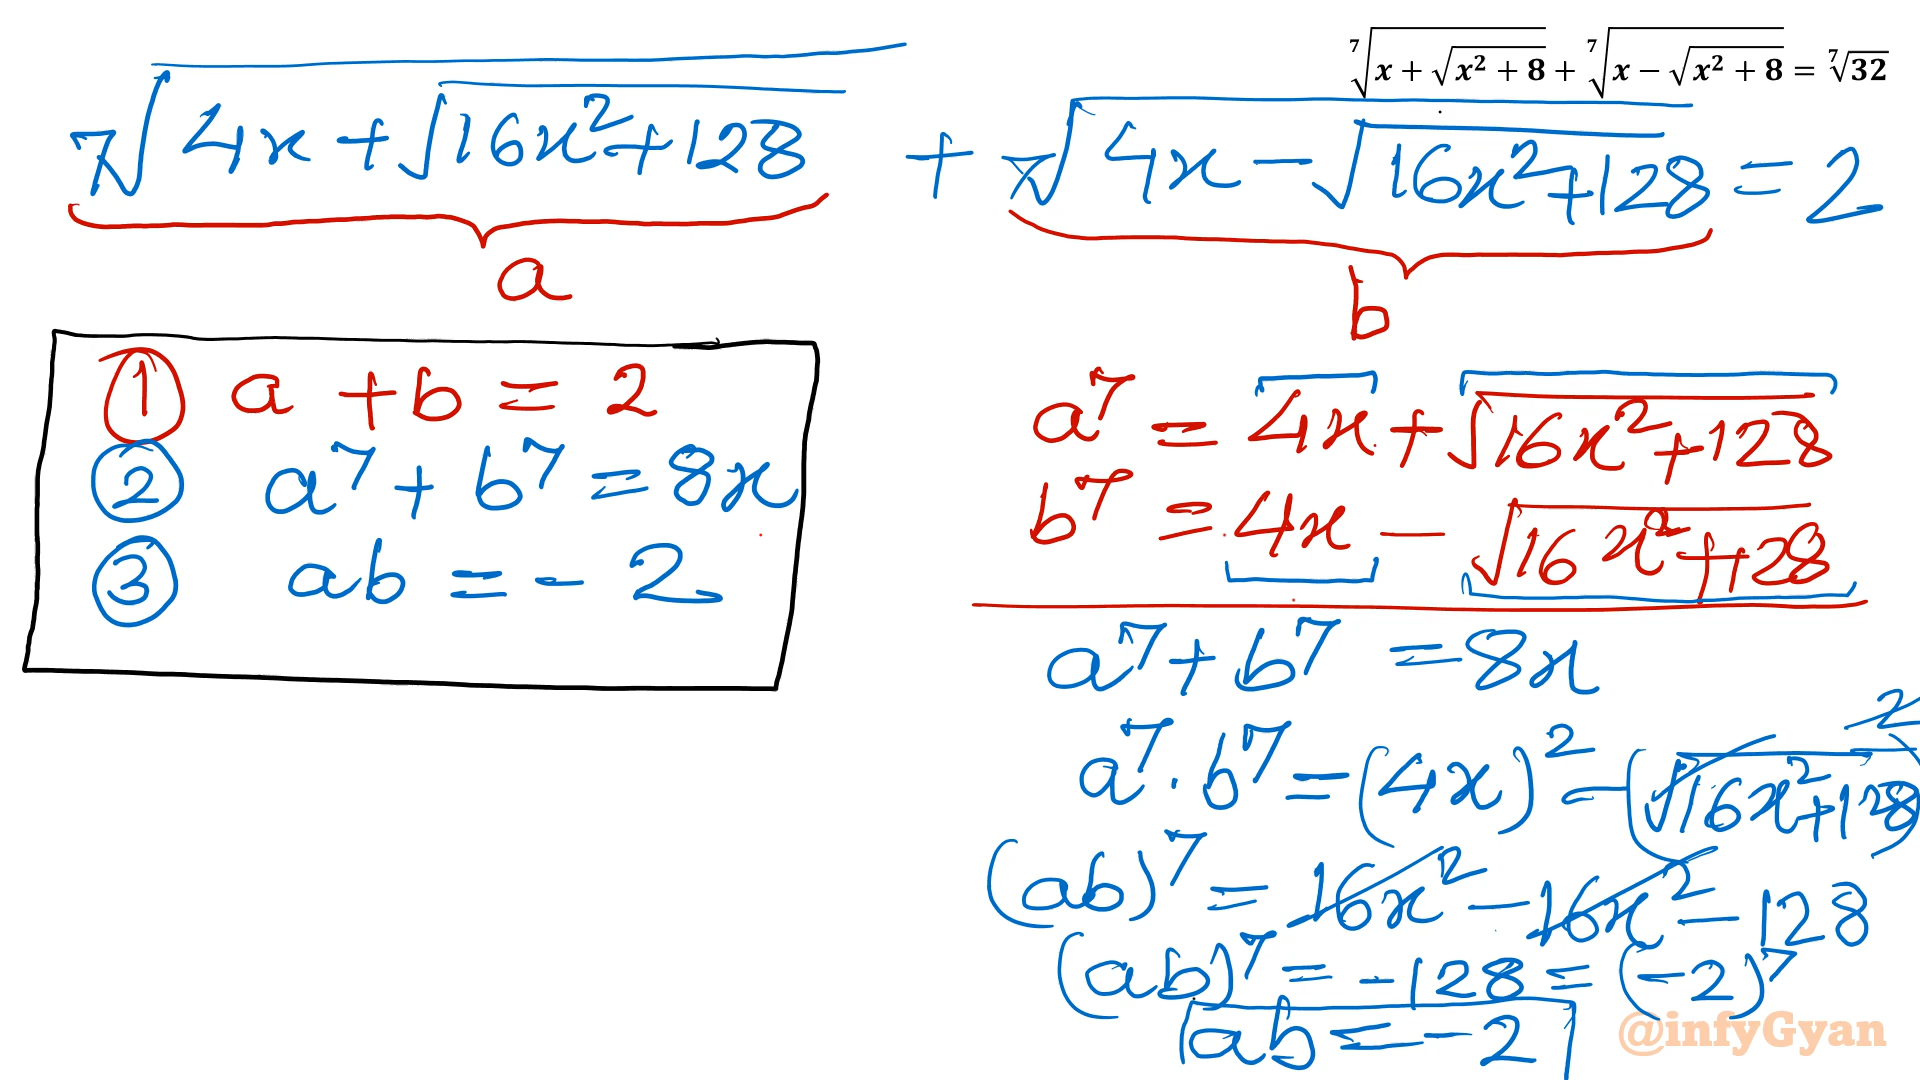 ⁷√(x + √(x² + 8)) + ⁷√(x − √(x² + 8)) = ⁷√32
⁷√(4x + √(16x² + 128)) + ⁷√(4x − √(16x² + 128)) = 2
a
b
① a + b = 2
② a⁷ + b⁷ = 8x
③ ab = − 2
a⁷ = 4x + √(16x² + 128)
b⁷ = 4x − √(16x² + 128)
a⁷ + b⁷ = 8x
a⁷ · b⁷ = (4x)² − (√(16x² + 128))²
(ab)⁷ = 16x² − 16x² − 128
(ab)⁷ = −128 = (−2)⁷
ab = −2
@infyGyan